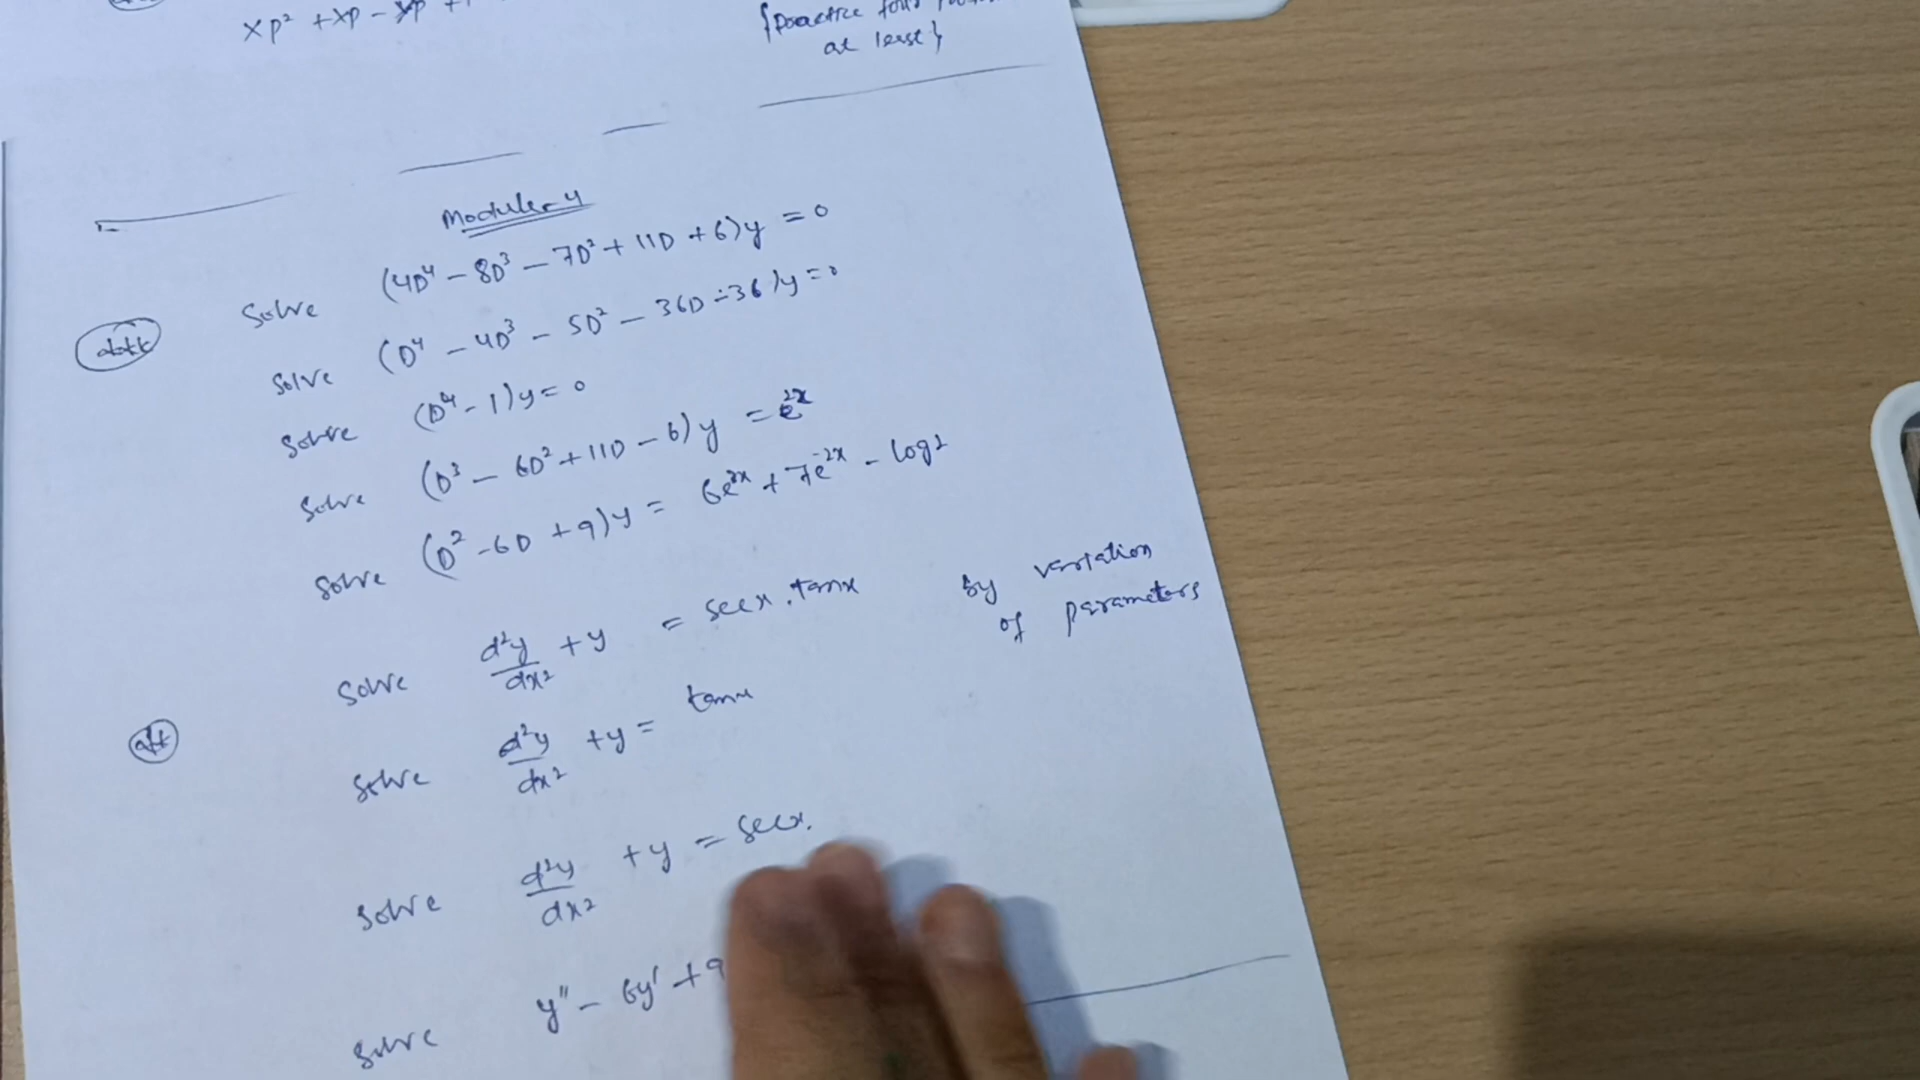 xp² + xp - yp +
{Practice four
at least}
Module-4
Solve (4D⁴ - 8D³ - 7D² + 11D + 6)y = 0
Solve (D⁴ - 4D³ - 5D² - 36D - 36)y = 0
Solve (D⁴ - 1)y = 0
Solve (D³ - 6D² + 11D - 6)y = e²ˣ
Solve (D² - 6D + 9)y = 6e³ˣ + 7e⁻²ˣ - log2
Solve d²y/dx² + y = secx.tanx by variation of parameters
Solve d²y/dx² + y = tanx
Solve d²y/dx² + y = secx.
Solve y'' - 6y' + 9